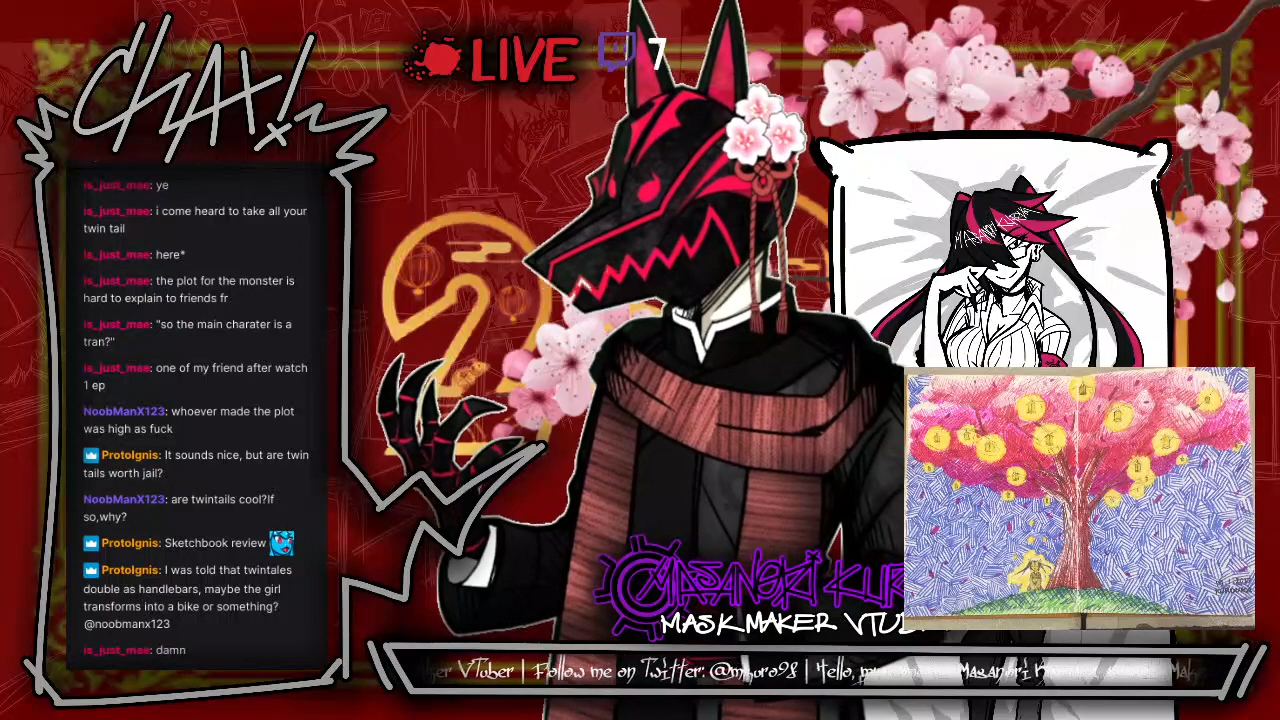 CHAT!
LIVE 7
is_just_mae: ye
is_just_mae: i come heard to take all your
twin tail
is_just_mae: here*
is_just_mae: the plot for the monster is
hard to explain to friends fr
is_just_mae: "so the main charater is a
tran?"
is_just_mae: one of my friend after watch
1 ep
NoobManX123: whoever made the plot
was high as fuck
ProtoIgnis: It sounds nice, but are twin
tails worth jail?
NoobManX123: are twintails cool?If
so,why?
ProtoIgnis: Sketchbook review
ProtoIgnis: I was told that twintales
double as handlebars, maybe the girl
transforms into a bike or something?
@noobmanx123
is_just_mae: damn
MASANORI KUR
MASK MAKER VTU
er VTuber | Follow me on Twitter: @mkuro98 | Hello,